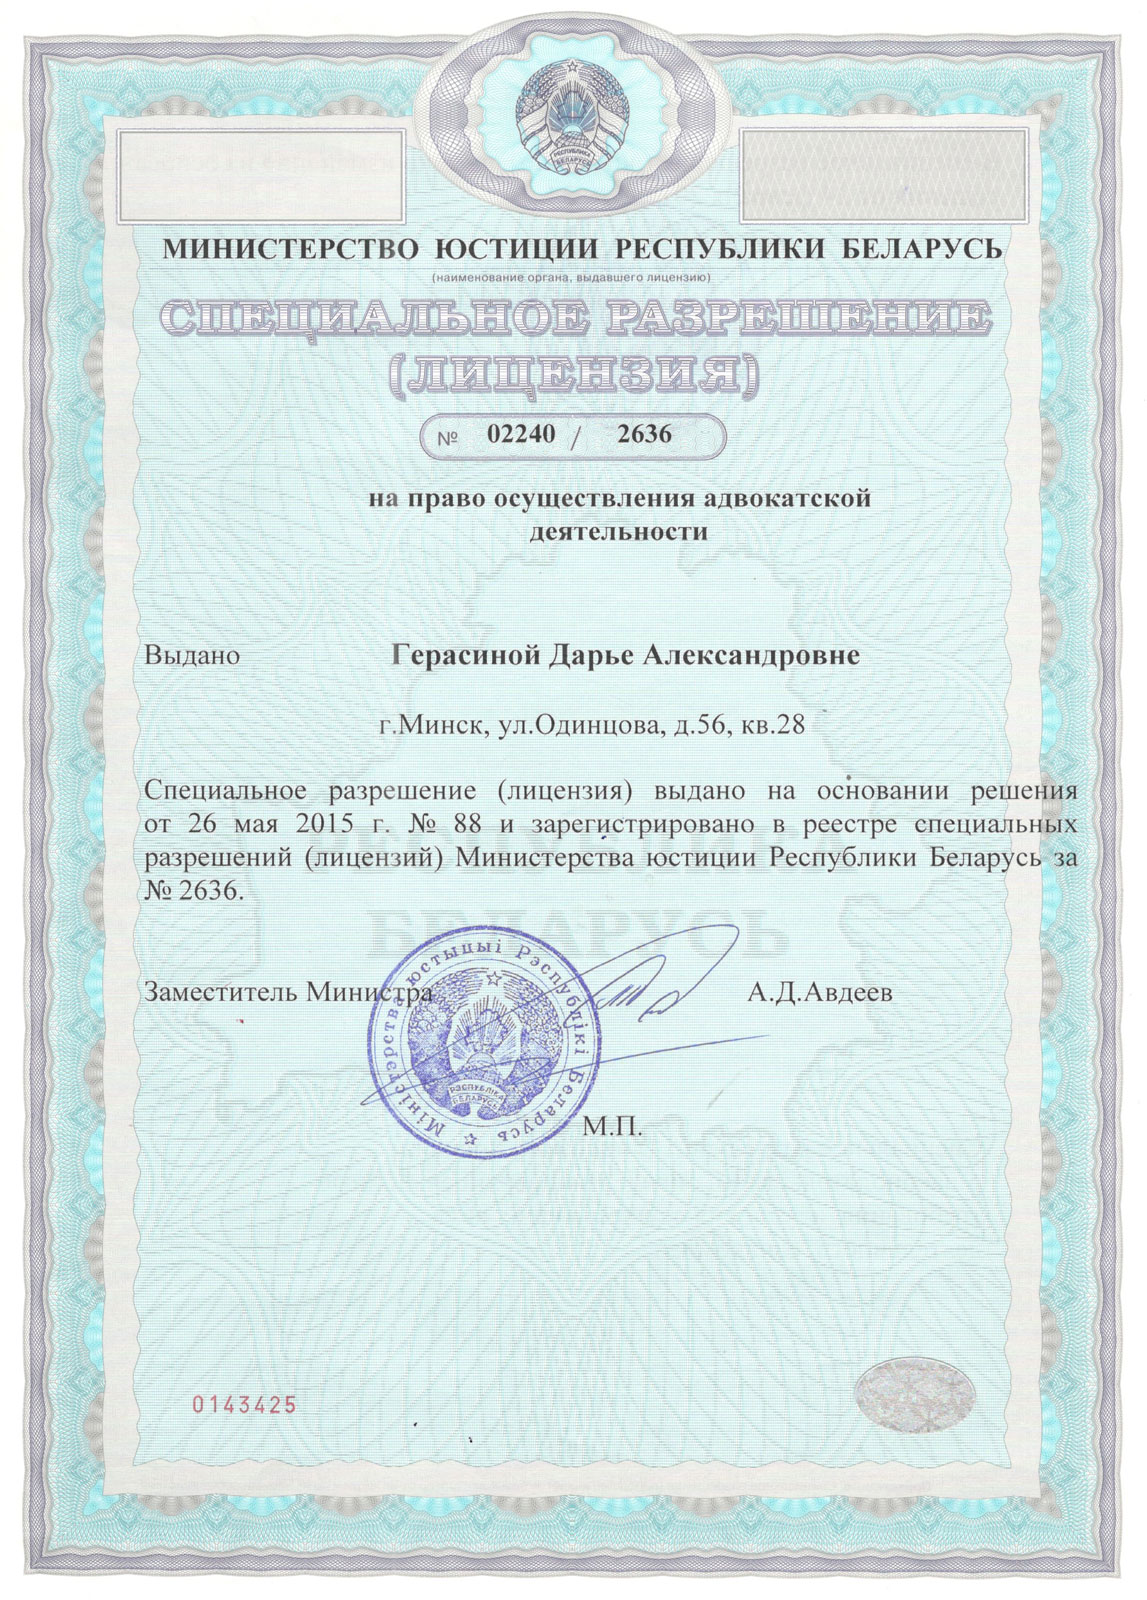 РЕСПУБЛИКА
БЕЛАРУСЬ
МИНИСТЕРСТВО ЮСТИЦИИ РЕСПУБЛИКИ БЕЛАРУСЬ
(наименование органа, выдавшего лицензию)
СПЕЦИАЛЬНОЕ РАЗРЕШЕНИЕ
(ЛИЦЕНЗИЯ)
№ 02240 / 2636
на право осуществления адвокатской
деятельности
Выдано Герасиной Дарье Александровне
г.Минск, ул.Одинцова, д.56, кв.28
Специальное разрешение (лицензия) выдано на основании решения
от 26 мая 2015 г. № 88 и зарегистрировано в реестре специальных
разрешений (лицензий) Министерства юстиции Республики Беларусь за
№ 2636.
БЕЛАРУСЬ
Заместитель Министра А.Д.Авдеев
Міністэрства юстыцыі Рэспублікі Беларусь
РЭСПУБЛІКА
БЕЛАРУСЬ
М.П.
0143425